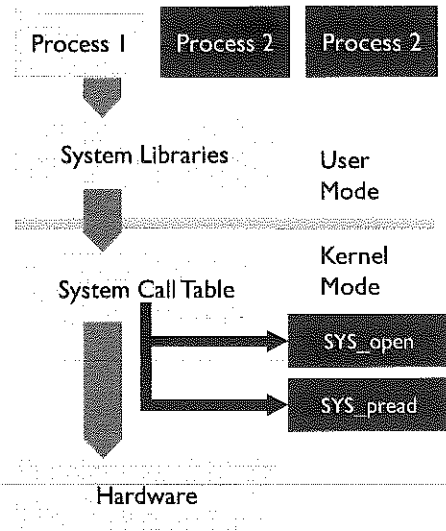 Process 1
Process 2
Process 2
System Libraries
User
Mode
Kernel
Mode
System Call Table
SYS_open
SYS_pread
Hardware